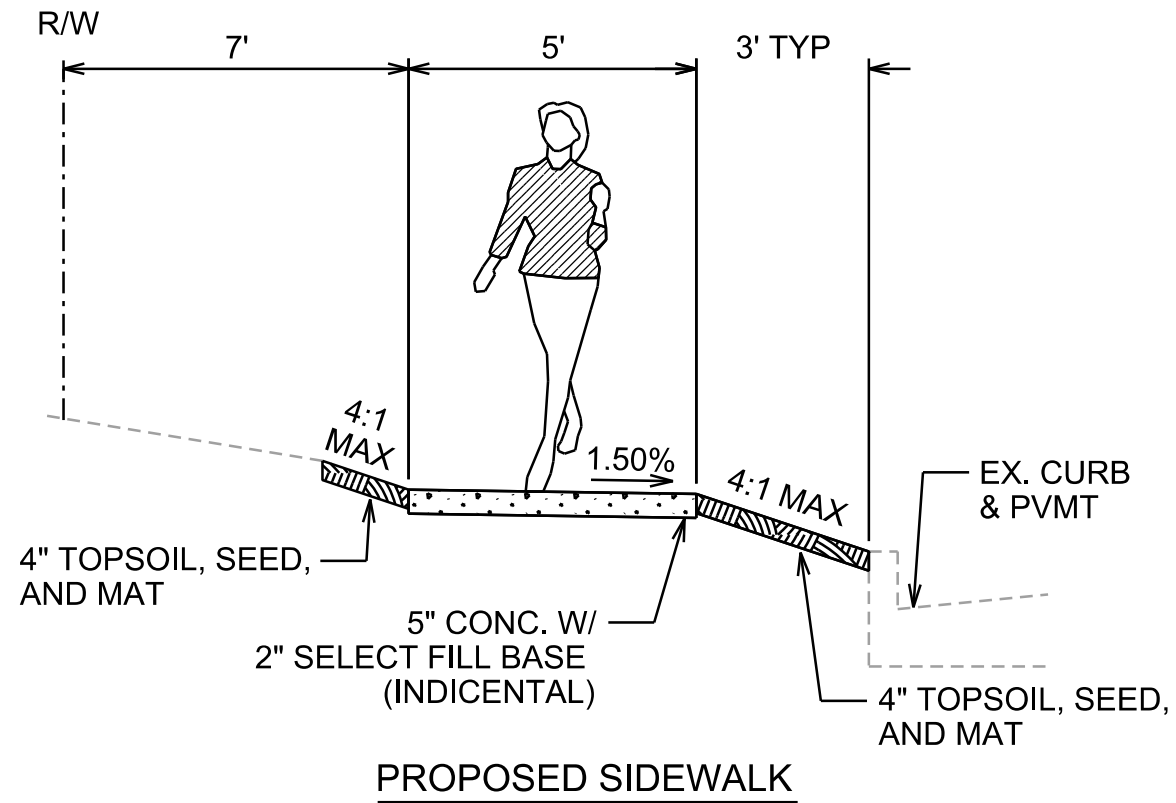 R/W
7'
5'
3' TYP
4:1
MAX
1.50%
4:1 MAX
EX. CURB
& PVMT
4" TOPSOIL, SEED,
AND MAT
5" CONC. W/
2" SELECT FILL BASE
(INDICENTAL)
4" TOPSOIL, SEED,
AND MAT
PROPOSED SIDEWALK